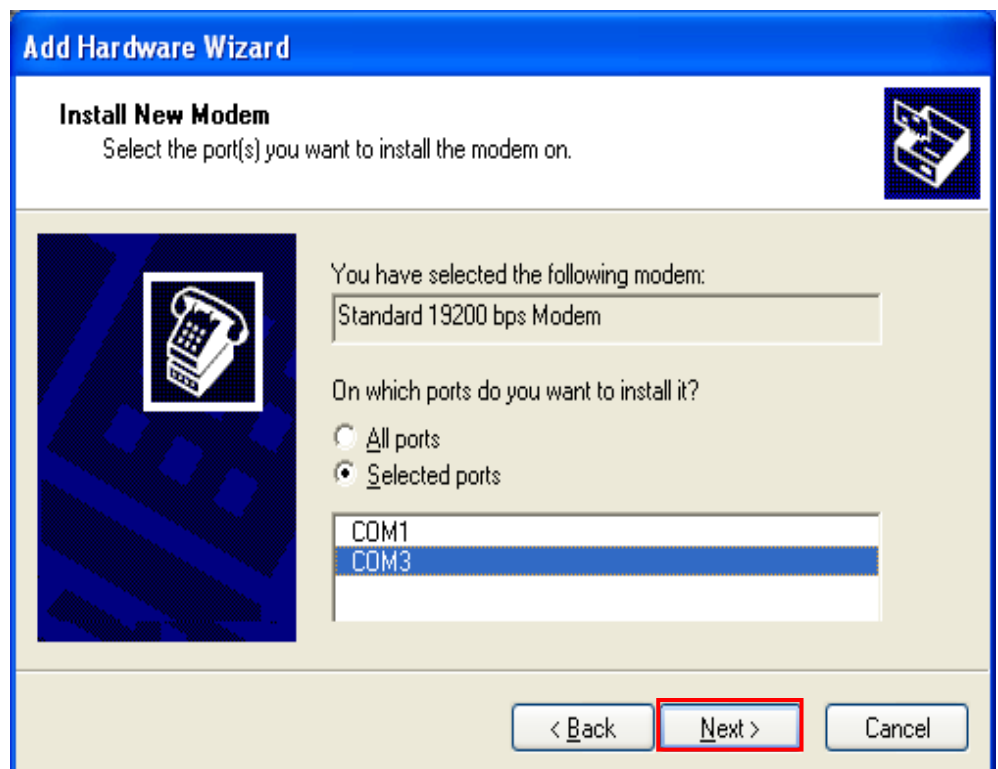 Add Hardware Wizard
Install New Modem
Select the port(s) you want to install the modem on.
You have selected the following modem:
Standard 19200 bps Modem
On which ports do you want to install it?
All ports
Selected ports
COM1
COM3
< Back
Next >
Cancel